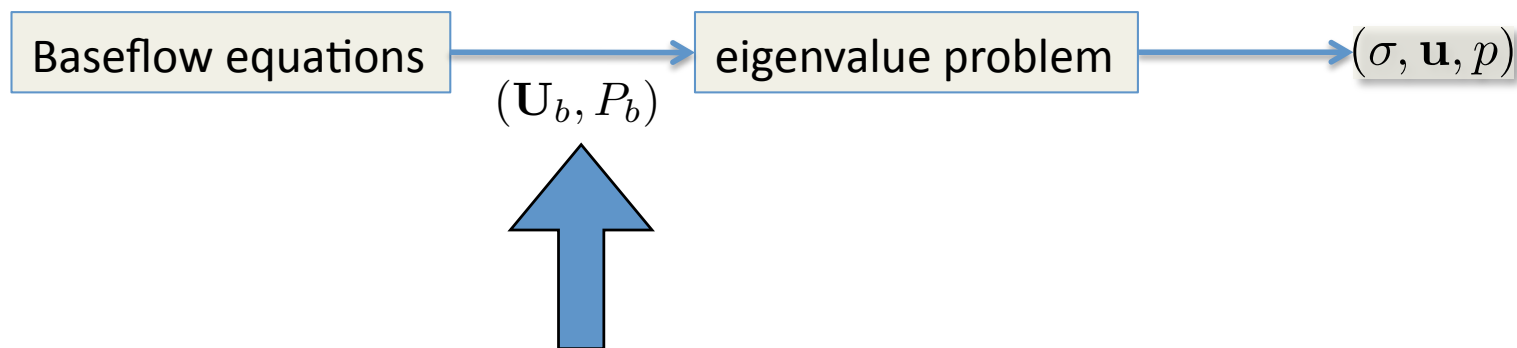 Baseflow equations
eigenvalue problem
(σ, u, p)
(U_b, P_b)